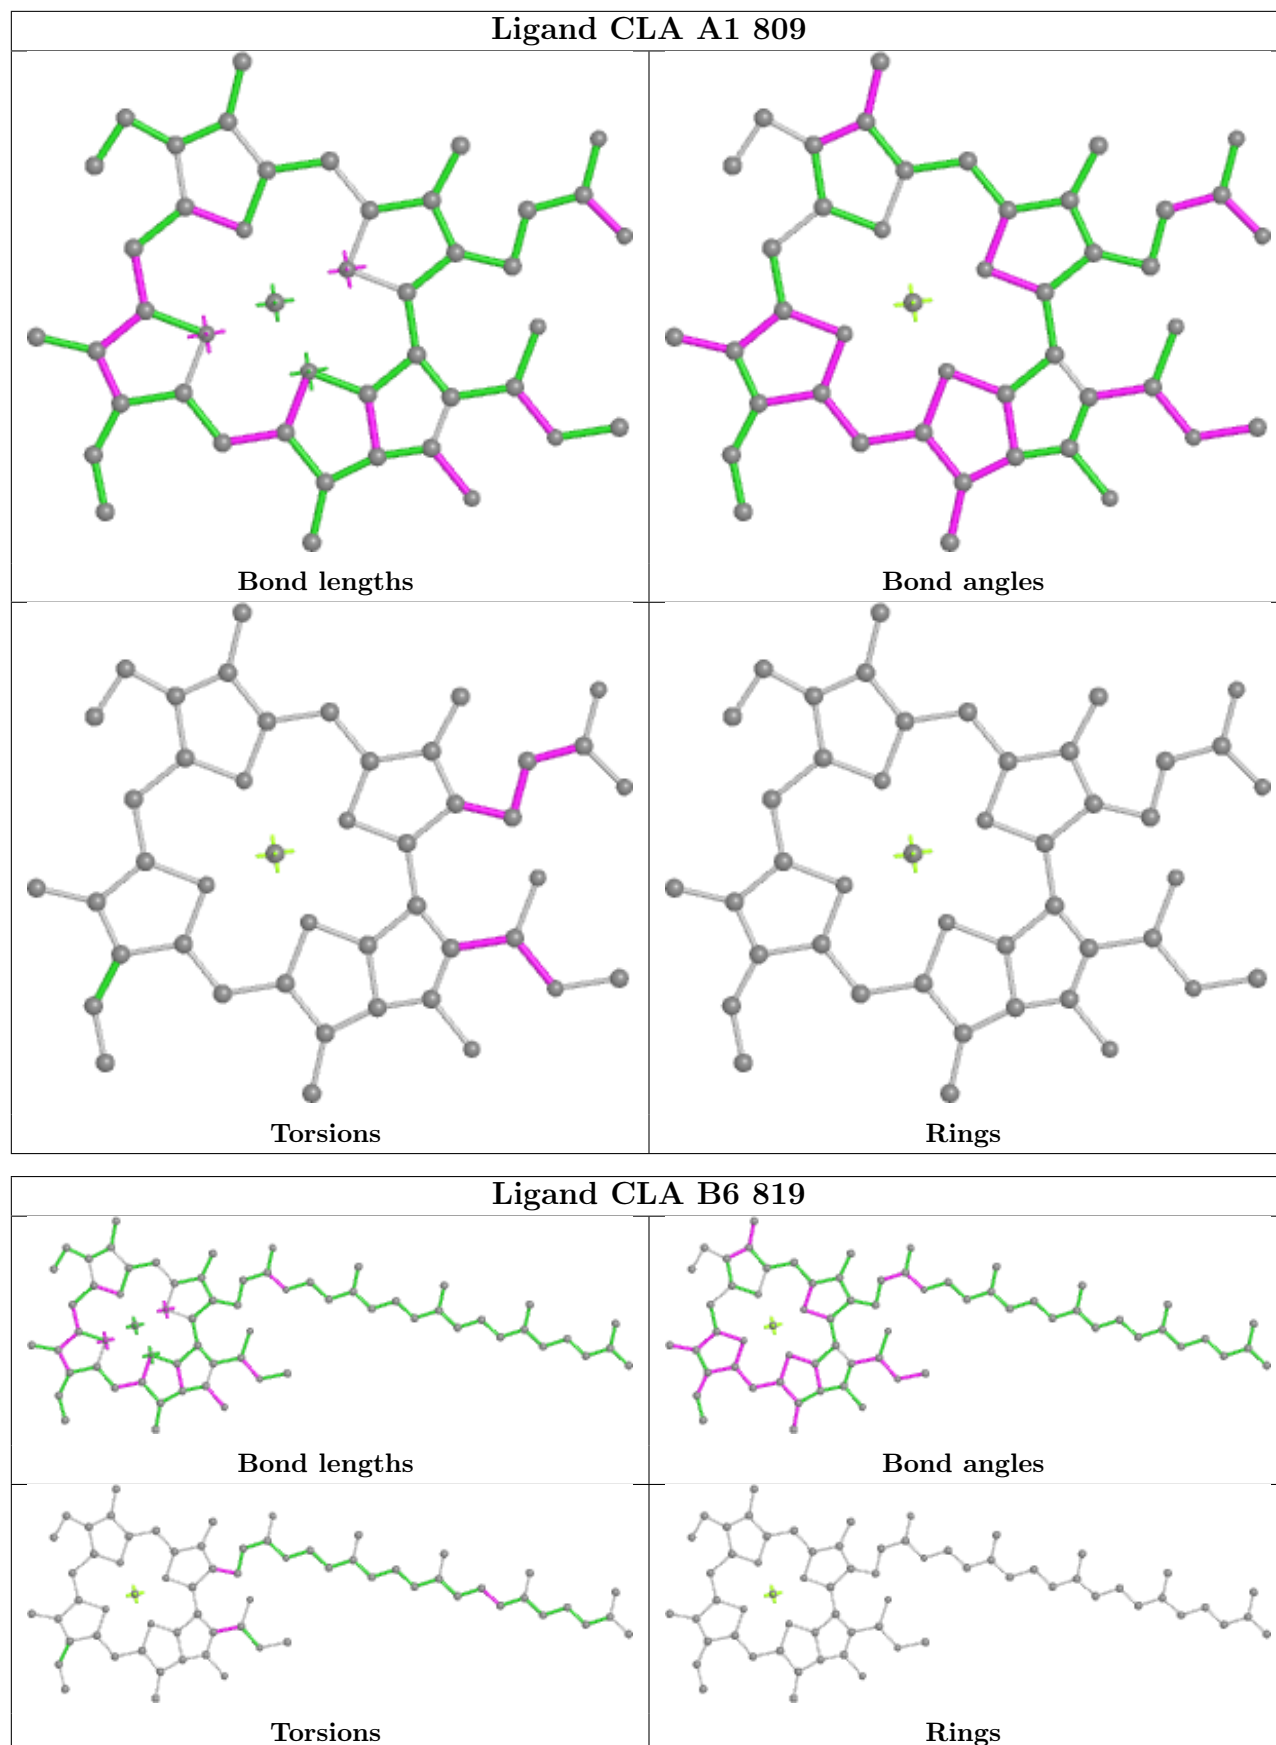 Ligand CLA A1 809
Bond lengths
Bond angles
Torsions
Rings
Ligand CLA B6 819
Bond lengths
Bond angles
Torsions
Rings